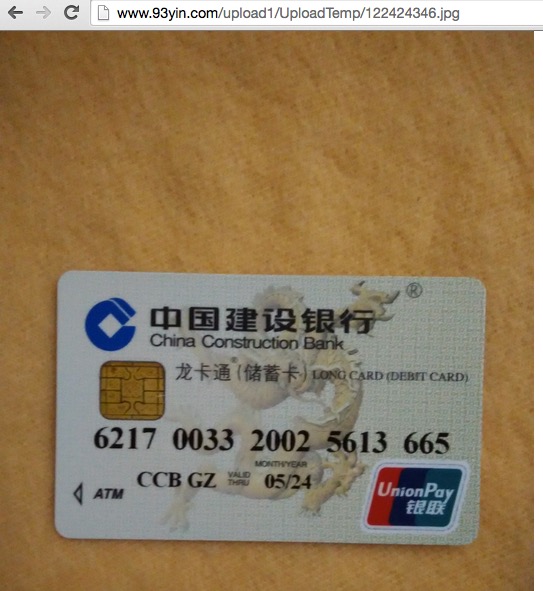 www.93yin.com/upload1/UploadTemp/122424346.jpg
®
中国建设银行
China Construction Bank
龙卡通®(储蓄卡) LONG CARD (DEBIT CARD)
6217 0033 2002 5613 665
MONTH/YEAR
CCB GZ VALID THRU 05/24
ATM
UnionPay
银联